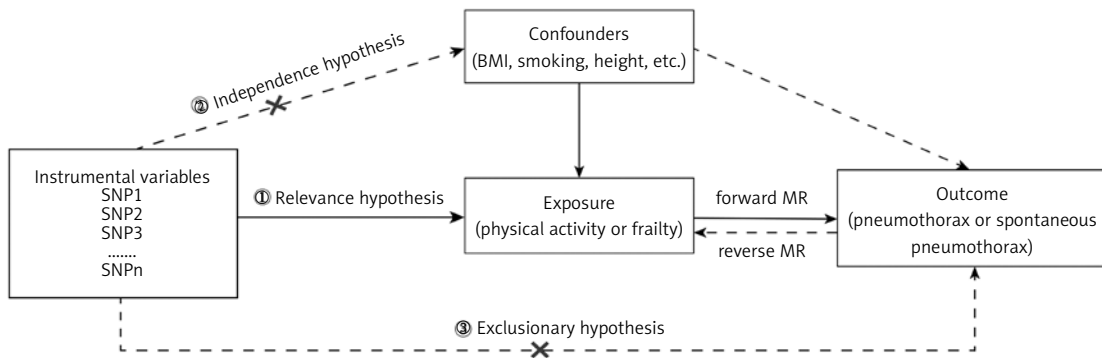 Confounders
(BMI, smoking, height, etc.)
② Independence hypothesis
Instrumental variables
SNP1
SNP2
SNP3
.......
SNPn
① Relevance hypothesis
Exposure
(physical activity or frailty)
forward MR
reverse MR
Outcome
(pneumothorax or spontaneous
pneumothorax)
③ Exclusionary hypothesis